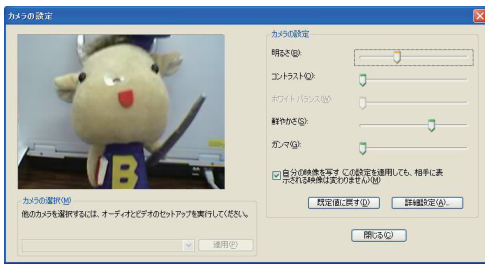 カメラの設定
カメラの設定
明るさ(B):
コントラスト(O):
ホワイト バランス(W):
鮮やかさ(S):
ガンマ(G):
自分の映像を写す (この設定を適用しても、相手に表
示される映像は変わりません)(M)
既定値に戻す(D)
詳細設定(A)...
B
カメラの選択(M)
他のカメラを選択するには、オーディオとビデオのセットアップを実行してください。
適用(P)
閉じる(C)